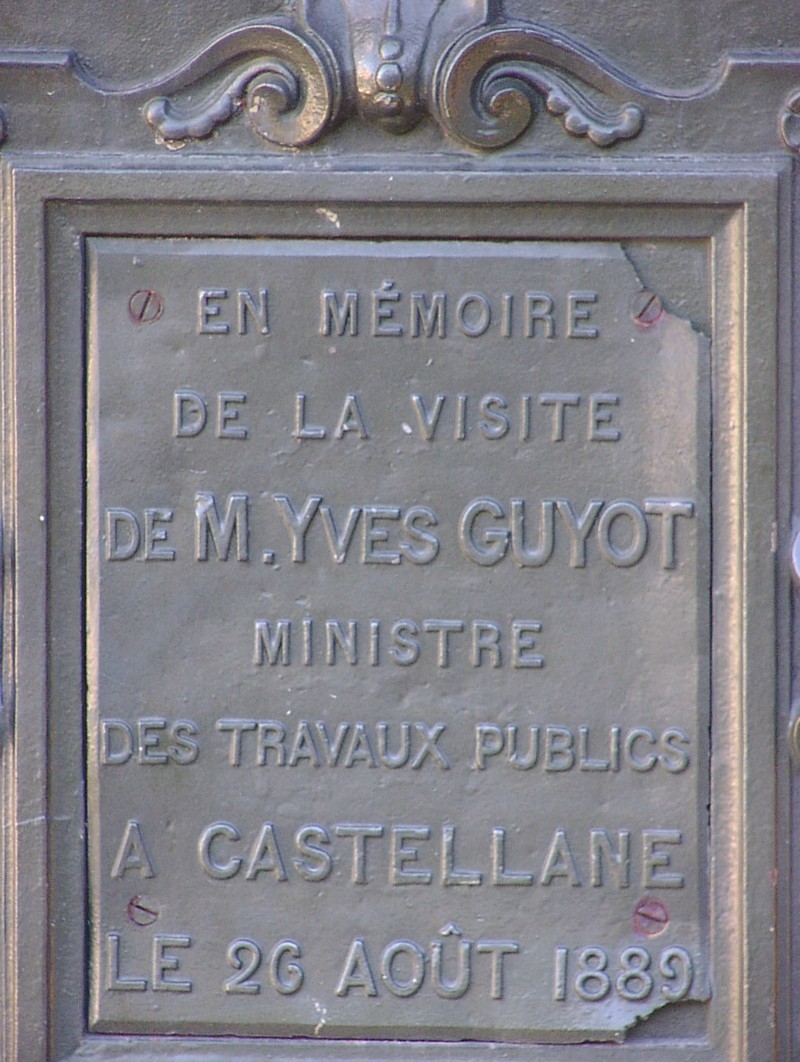 EN MÉMOIRE
DE LA VISITE
DE M. YVES GUYOT
MINISTRE
DES TRAVAUX PUBLICS
A CASTELLANE
LE 26 AOÛT 1889